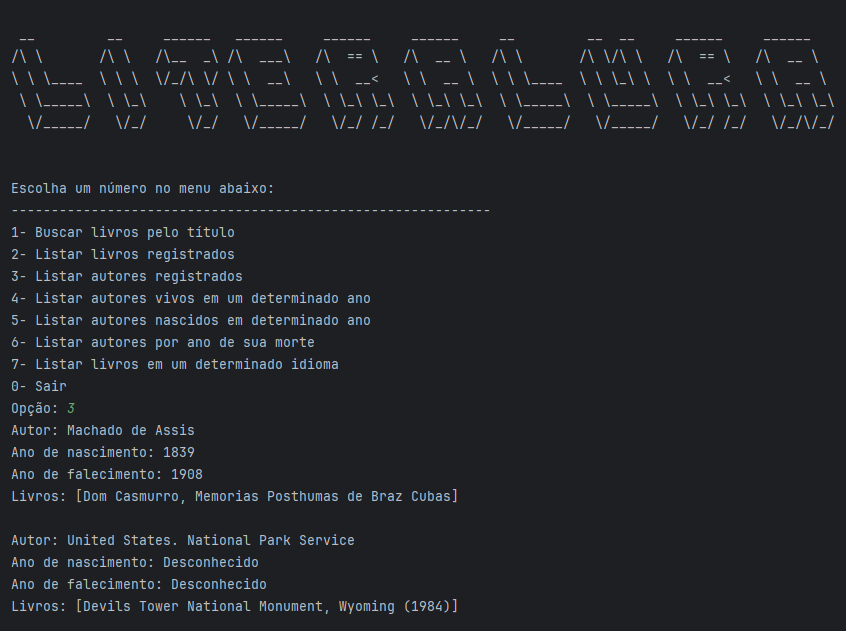 LITERALURA
Escolha um número no menu abaixo:
------------------------------------------------------------
1- Buscar livros pelo título
2- Listar livros registrados
3- Listar autores registrados
4- Listar autores vivos em um determinado ano
5- Listar autores nascidos em determinado ano
6- Listar autores por ano de sua morte
7- Listar livros em um determinado idioma
0- Sair
Opção: 3
Autor: Machado de Assis
Ano de nascimento: 1839
Ano de falecimento: 1908
Livros: [Dom Casmurro, Memorias Posthumas de Braz Cubas]
Autor: United States. National Park Service
Ano de nascimento: Desconhecido
Ano de falecimento: Desconhecido
Livros: [Devils Tower National Monument, Wyoming (1984)]